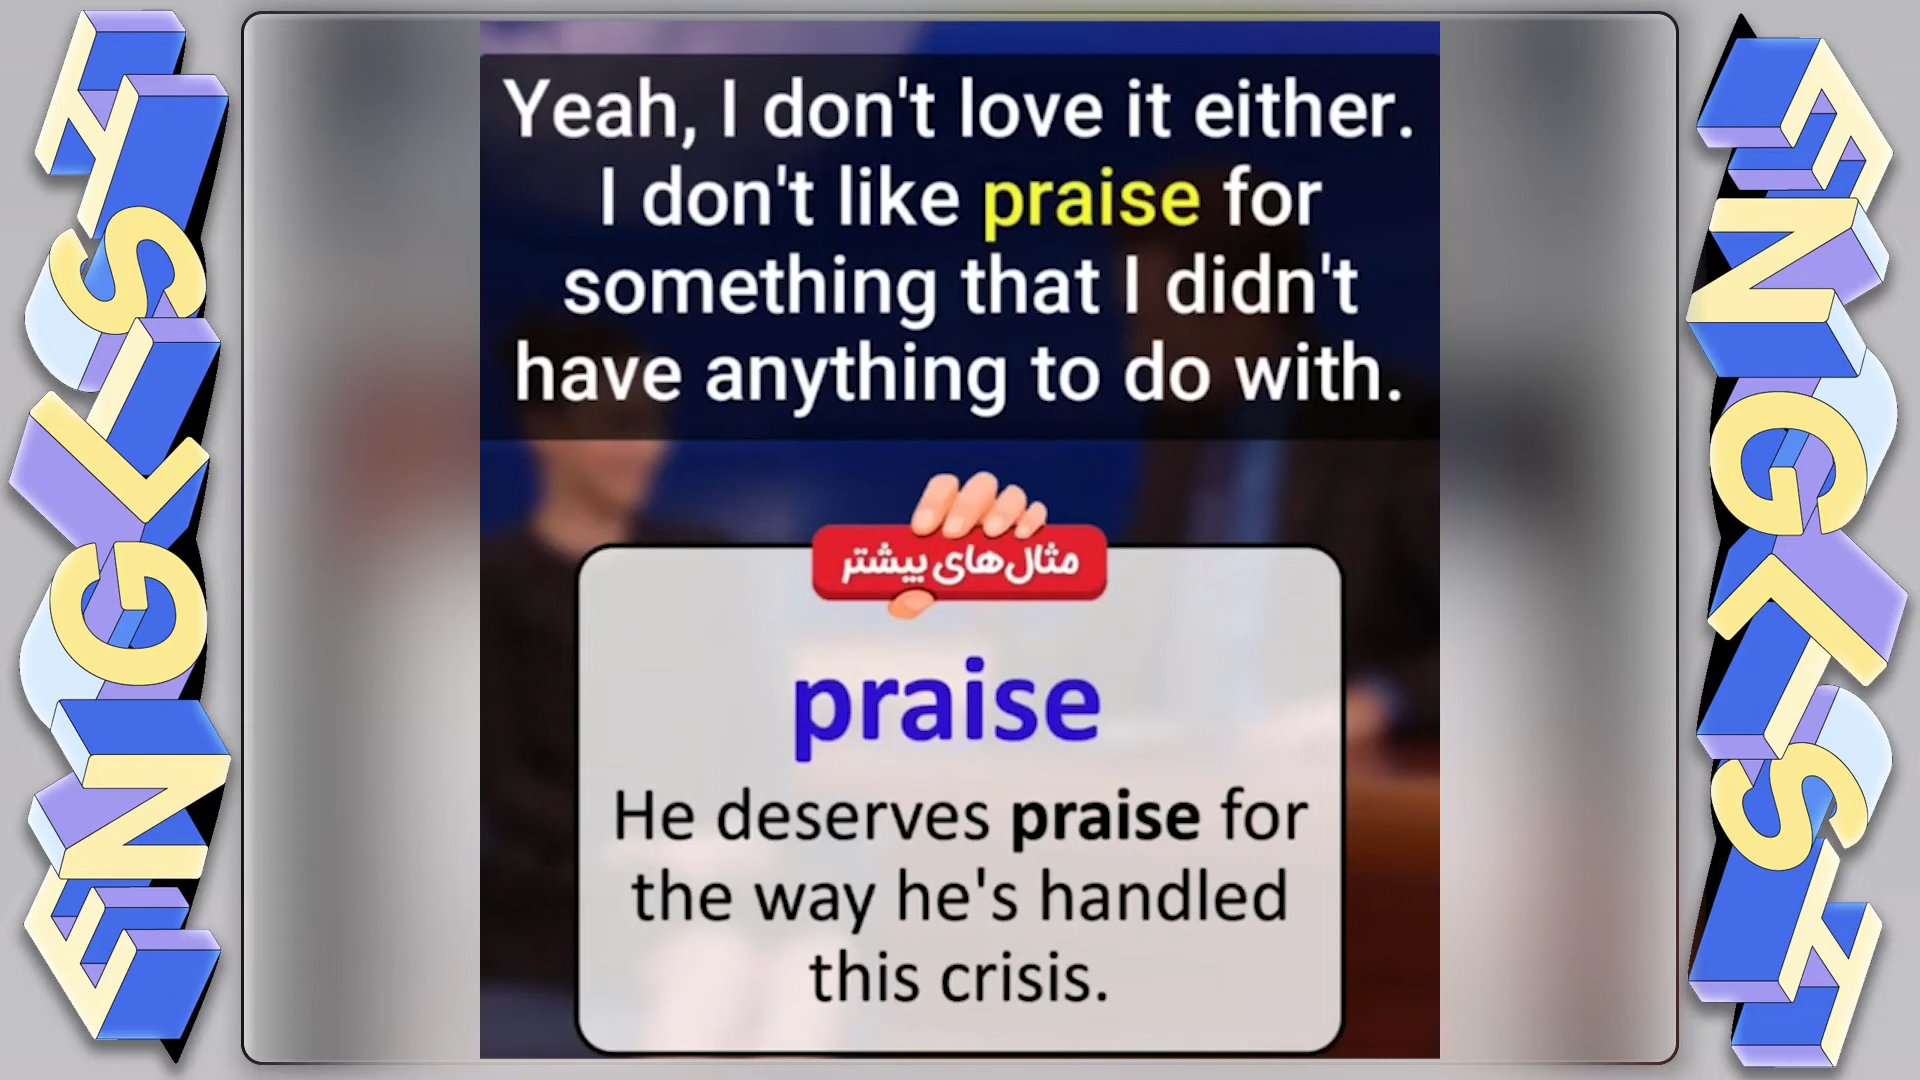 ENGLISH
Yeah, I don't love it either.
I don't like praise for
something that I didn't
have anything to do with.
مثال‌های بیشتر
praise
He deserves praise for
the way he's handled
this crisis.
ENGLISH